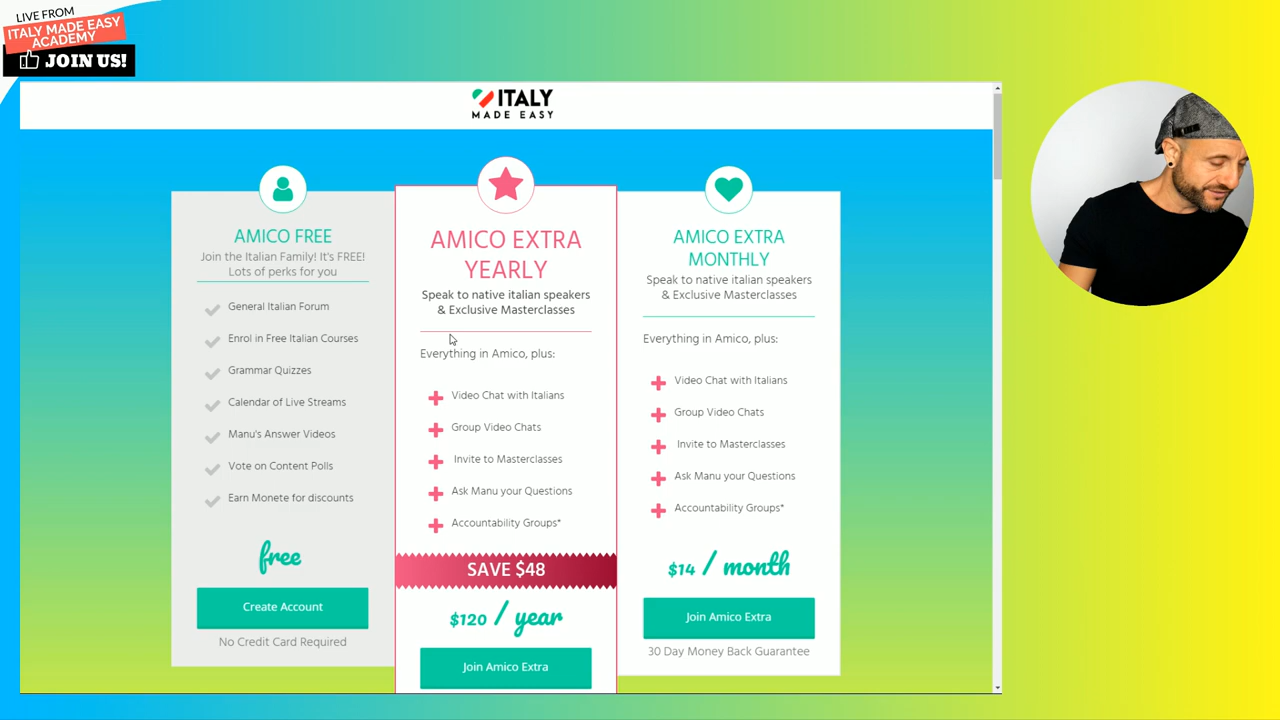 LIVE FROM
ITALY MADE EASY
ACADEMY
JOIN US!
ITALY
MADE EASY
AMICO FREE
Join the Italian Family! It's FREE!
Lots of perks for you
General Italian Forum
Enrol in Free Italian Courses
Grammar Quizzes
Calendar of Live Streams
Manu's Answer Videos
Vote on Content Polls
Earn Monete for discounts
free
Create Account
No Credit Card Required
AMICO EXTRA
YEARLY
Speak to native italian speakers
& Exclusive Masterclasses
Everything in Amico, plus:
Video Chat with Italians
Group Video Chats
Invite to Masterclasses
Ask Manu your Questions
Accountability Groups*
SAVE $48
$120 / year
Join Amico Extra
AMICO EXTRA
MONTHLY
Speak to native italian speakers
& Exclusive Masterclasses
Everything in Amico, plus:
Video Chat with Italians
Group Video Chats
Invite to Masterclasses
Ask Manu your Questions
Accountability Groups*
$14 / month
Join Amico Extra
30 Day Money Back Guarantee